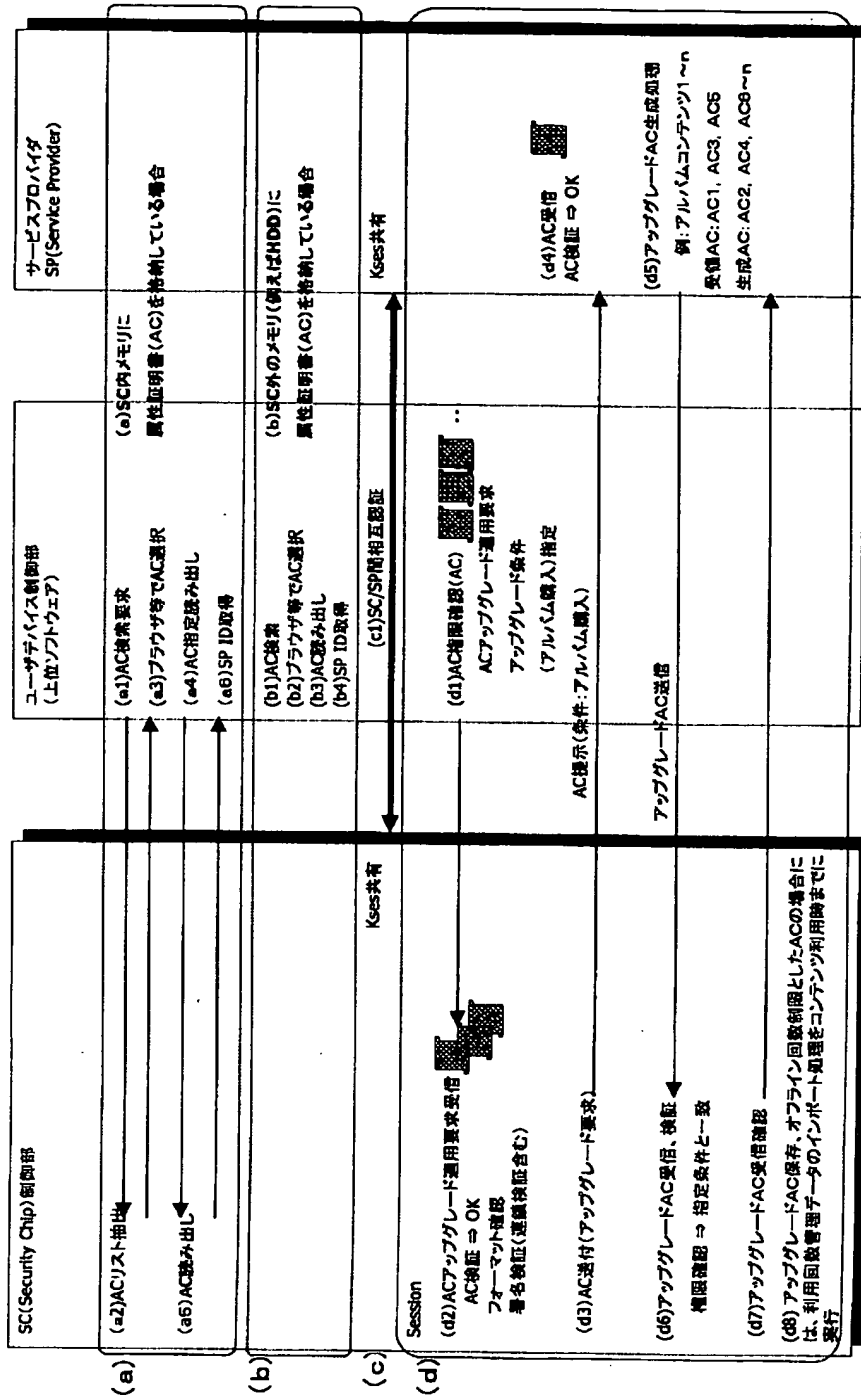 SC(Security Chip)制御部
ユーザデバイス制御部
(上位ソフトウェア)
サービスプロバイダ
SP(Service Provider)
(a)
(a1)AC検索要求
(a2)ACリスト抽出
(a3)ブラウザ等でAC選択
(a4)AC指定読み出し
(a5)AC読み出し
(a6)SP ID取得
(a)SC内メモリに
属性証明書(AC)を格納している場合
(b)
(b1)AC検索
(b2)ブラウザ等でAC選択
(b3)AC読み出し
(b4)SP ID取得
(b)SC外のメモリ(例えばHDD)に
属性証明書(AC)を格納している場合
(c)
Kses共有
(c1)SC/SP間相互認証
Kses共有
(d)
Session
(d1)AC権限確認(AC)
ACアップグレード適用要求
アップグレード条件
(アルバム購入)指定
‥
(d2)ACアップグレード適用要求受信
AC検証 ⇒ OK
フォーマット確認
署名検証(連鎖検証含む)
(d3)AC送付(アップグレード要求)
AC提示(条件:アルバム購入)
(d4)AC受信
AC検証 ⇒ OK
(d5)アップグレードAC生成処理
例:アルバムコンテンツ1~n
受領AC:AC1, AC3, AC5
生成AC:AC2, AC4, AC6~n
アップグレードAC送信
(d6)アップグレードAC受信、検証
権限確認 ⇒ 指定条件と一致
(d7)アップグレードAC受信確認
(d8) アップグレードAC保存、オフライン回数制限としたACの場合に
は、利用回数管理データのインポート処理をコンテンツ利用時までに
実行